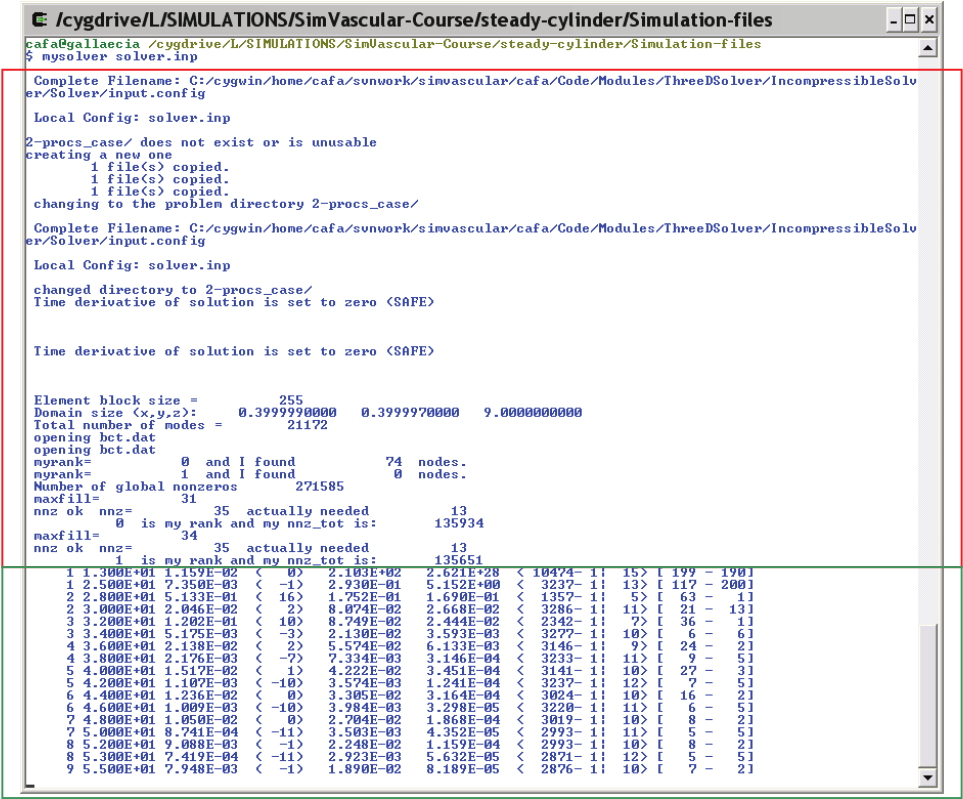 /cygdrive/L/SIMULATIONS/SimVascular-Course/steady-cylinder/Simulation-files
cafa@gallaecia /cygdrive/L/SIMULATIONS/SimVascular-Course/steady-cylinder/Simulation-files
$ mysolver solver.inp
Complete Filename: C:/cygwin/home/cafa/svnwork/simvascular/cafa/Code/Modules/ThreeDSolver/IncompressibleSolv
er/Solver/input.config
Local Config: solver.inp
2-procs_case/ does not exist or is unusable
creating a new one
1 file(s) copied.
1 file(s) copied.
1 file(s) copied.
changing to the problem directory 2-procs_case/
Complete Filename: C:/cygwin/home/cafa/svnwork/simvascular/cafa/Code/Modules/ThreeDSolver/IncompressibleSolv
er/Solver/input.config
Local Config: solver.inp
changed directory to 2-procs_case/
Time derivative of solution is set to zero (SAFE)
Time derivative of solution is set to zero (SAFE)
Element block size = 255
Domain size (x,y,z): 0.3999990000 0.3999970000 9.0000000000
Total number of modes = 21172
opening bct.dat
opening bct.dat
myrank= 0 and I found 74 nodes.
myrank= 1 and I found 0 nodes.
Number of global nonzeros 271585
maxfill= 31
nnz ok nnz= 35 actually needed 13
0 is my rank and my nnz_tot is: 135934
maxfill= 34
nnz ok nnz= 35 actually needed 13
1 is my rank and my nnz_tot is: 135651
1 1.300E+01 1.159E-02 ( 0) 2.103E+02 2.621E+28 < 10474- 1¦ 15> [ 199 - 190]
1 2.500E+01 7.350E-03 ( -1) 2.930E-01 5.152E+00 < 3237- 1¦ 13> [ 117 - 200]
2 2.800E+01 5.133E-01 ( 16) 1.752E-01 1.690E-01 < 1357- 1¦ 5> [ 63 - 1]
2 3.000E+01 2.046E-02 ( 2) 8.074E-02 2.668E-02 < 3286- 1¦ 11> [ 21 - 13]
3 3.200E+01 1.202E-01 ( 10) 8.749E-02 2.444E-02 < 2342- 1¦ 7> [ 36 - 1]
3 3.400E+01 5.175E-03 ( -3) 2.130E-02 3.593E-03 < 3277- 1¦ 10> [ 6 - 6]
4 3.600E+01 2.138E-02 ( 2) 5.574E-02 6.133E-03 < 3146- 1¦ 9> [ 24 - 2]
4 3.800E+01 2.176E-03 ( -7) 7.334E-03 3.146E-04 < 3233- 1¦ 11> [ 9 - 5]
5 4.000E+01 1.517E-02 ( 1) 4.222E-02 3.451E-04 < 3141- 1¦ 10> [ 27 - 3]
5 4.200E+01 1.107E-03 ( -10) 3.574E-03 1.241E-04 < 3237- 1¦ 12> [ 7 - 5]
6 4.400E+01 1.236E-02 ( 0) 3.305E-02 3.164E-04 < 3024- 1¦ 10> [ 16 - 2]
6 4.600E+01 1.009E-03 ( -10) 3.984E-03 3.298E-05 < 3220- 1¦ 11> [ 6 - 5]
7 4.800E+01 1.050E-02 ( 0) 2.704E-02 1.868E-04 < 3019- 1¦ 10> [ 8 - 2]
7 5.000E+01 8.741E-04 ( -11) 3.503E-03 4.352E-05 < 2993- 1¦ 11> [ 5 - 5]
8 5.200E+01 9.088E-03 ( -1) 2.248E-02 1.159E-04 < 2993- 1¦ 10> [ 8 - 2]
8 5.300E+01 7.419E-04 ( -11) 2.923E-03 5.632E-05 < 2871- 1¦ 12> [ 5 - 5]
9 5.500E+01 7.948E-03 ( -1) 1.890E-02 8.189E-05 < 2876- 1¦ 10> [ 7 - 2]